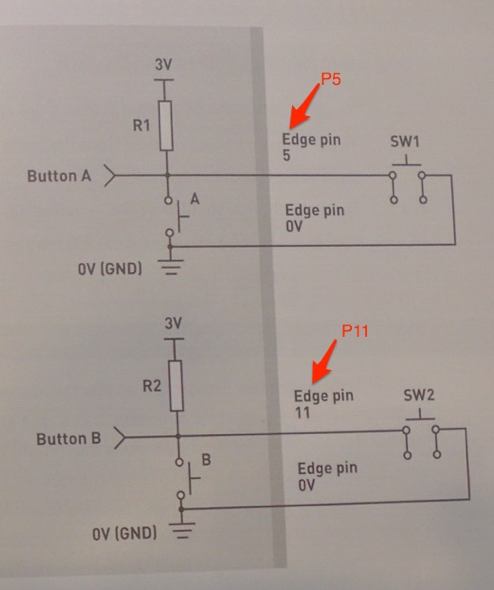 3V
P5
R1
Edge pin
5
SW1
Button A
A
Edge pin
0V
0V (GND)
3V
P11
R2
Edge pin
11
SW2
Button B
B
Edge pin
0V
0V (GND)